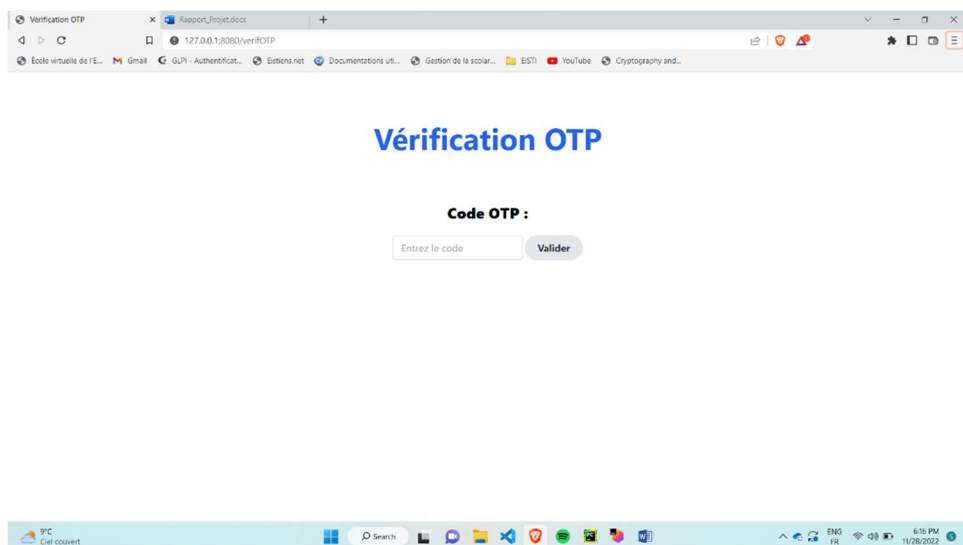 Vérification OTP
Rapport_Projet.docx
127.0.0.1:8080/verifOTP
École virtuelle de l'E...
Gmail
GLPI - Authentificat...
Eistiens.net
Documentations uti...
Gestion de la scolar...
EISTI
YouTube
Cryptography and...
Vérification OTP
Code OTP :
Entrez le code
Valider
9°C
Ciel couvert
Search
ENG
FR
6:16 PM
11/28/2022